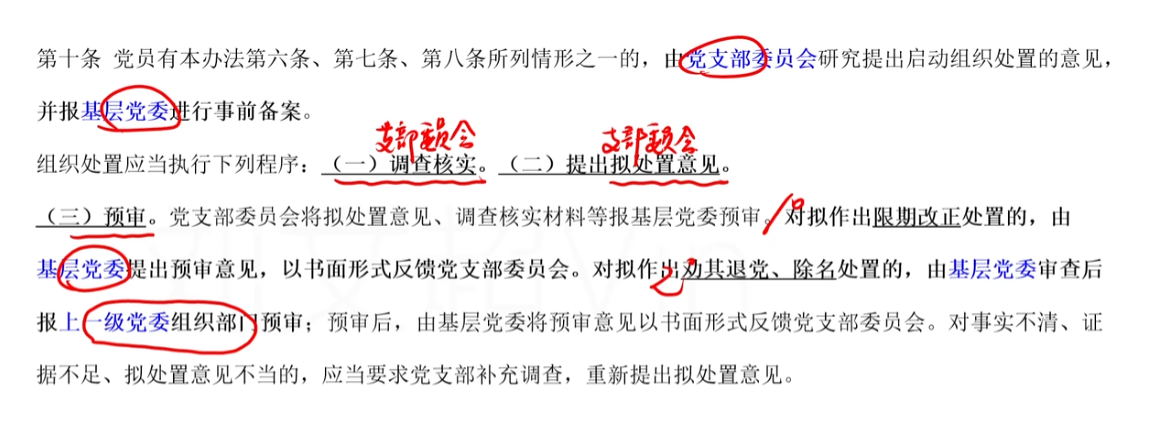 第十条 党员有本办法第六条、第七条、第八条所列情形之一的，由党支部委员会研究提出启动组织处置的意见，
并报基层党委进行事前备案。
支部委员会 支部委员会
组织处置应当执行下列程序：（一）调查核实。（二）提出拟处置意见。
（三）预审。党支部委员会将拟处置意见、调查核实材料等报基层党委预审。对拟作出限期改正处置的，由
基层党委提出预审意见，以书面形式反馈党支部委员会。对拟作出劝其退党、除名处置的，由基层党委审查后
报上一级党委组织部门预审；预审后，由基层党委将预审意见以书面形式反馈党支部委员会。对事实不清、证
据不足、拟处置意见不当的，应当要求党支部补充调查，重新提出拟处置意见。